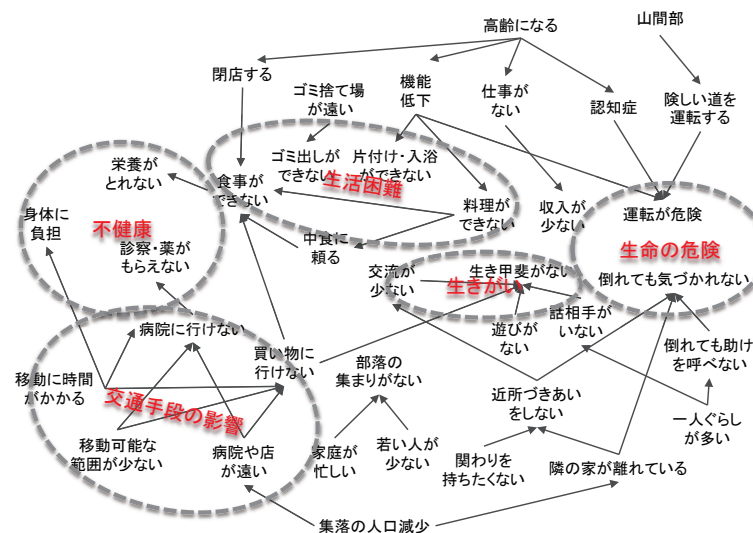 高齢になる
山間部
閉店する
ゴミ捨て場
が遠い
機能
低下
仕事が
ない
認知症
険しい道を
運転する
栄養が
とれない
食事が
できない
ゴミ出しが
できない
片付け・入浴
ができない
生活困難
料理が
できない
収入が
少ない
運転が危険
身体に
負担
不健康
診察・薬が
もらえない
中食に
頼る
交流が
少ない
生き甲斐がない
生きがい
生命の危険
倒れても気づかれない
病院に行けない
買い物に
行けない
遊びが
ない
話相手が
いない
倒れても助け
を呼べない
移動に時間
がかかる
交通手段の影響
部落の
集まりがない
近所づきあい
をしない
一人ぐらし
が多い
移動可能な
範囲が少ない
病院や店
が遠い
家庭が
忙しい
若い人が
少ない
関わりを
持ちたくない
隣の家が離れている
集落の人口減少